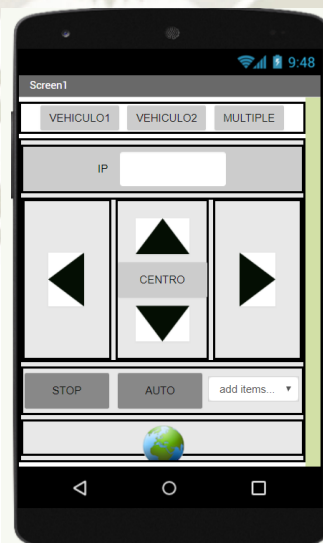 9:48
Screen1
VEHICULO1 VEHICULO2 MULTIPLE
IP
CENTRO
STOP AUTO add items...